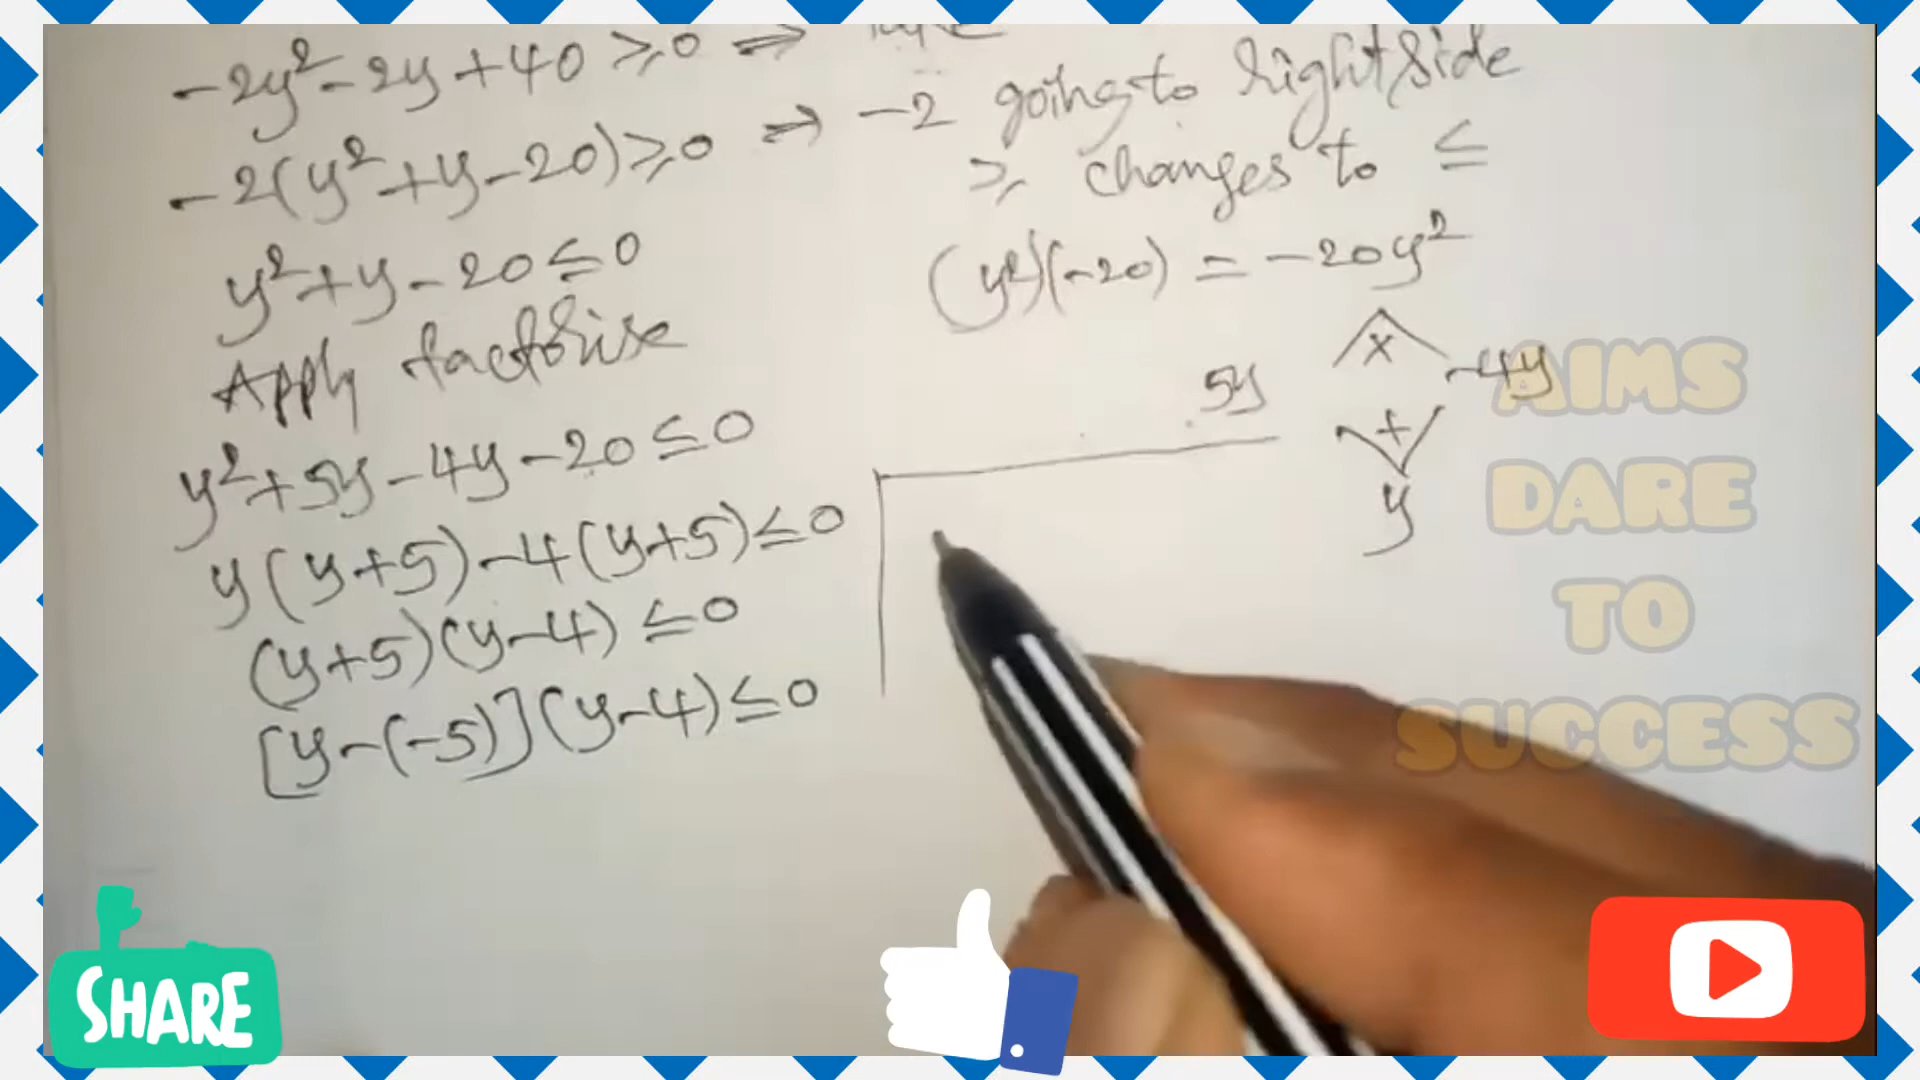 -2y²-2y+40 ≥ 0 ⇒
-2(y²+y-20) ≥ 0 ⇒ -2 going to right side
≥ changes to ≤
y²+y-20 ≤ 0
(y²)(-20) = -20y²
Apply factorise
x
5y -4y
+
y
y²+5y-4y-20 ≤ 0
y(y+5)-4(y+5) ≤ 0
(y+5)(y-4) ≤ 0
[y-(-5)](y-4) ≤ 0
AIMS
DARE
TO
SUCCESS
SHARE